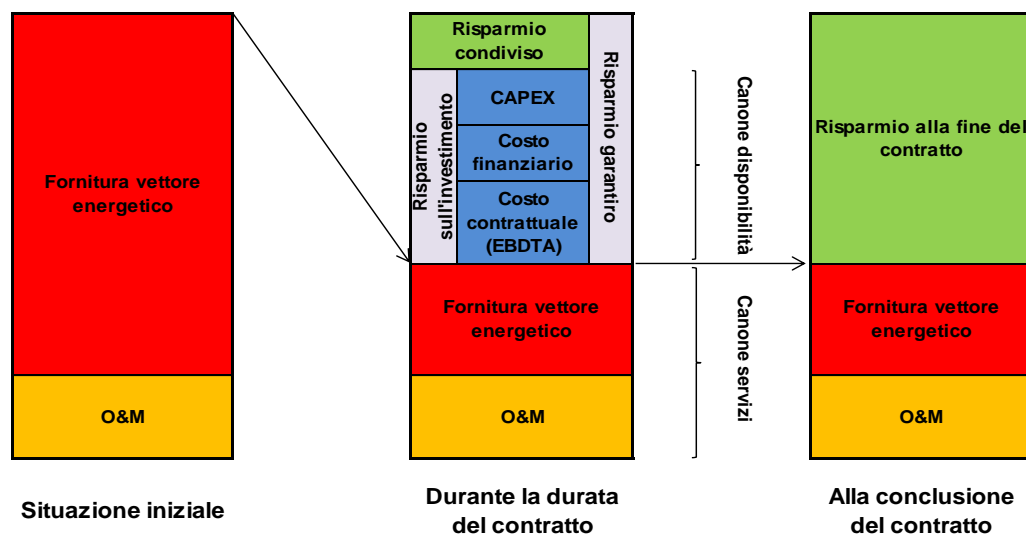 Fornitura vettore
energetico
O&M
Situazione iniziale
Risparmio
condiviso
Risparmio
sull'investimento
CAPEX
Costo
finanziario
Costo
contrattuale
(EBDTA)
Risparmio garantiro
Fornitura vettore
energetico
O&M
Durante la durata
del contratto
Canone disponibilità
Canone servizi
Risparmio alla fine del
contratto
Fornitura vettore
energetico
O&M
Alla conclusione
del contratto